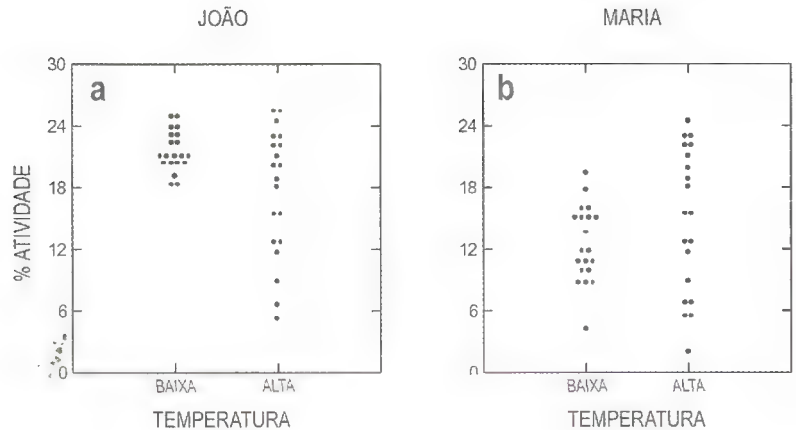 JOÃO
MARIA
a
30
24
18
12
6
0
% ATIVIDADE
BAIXA ALTA
TEMPERATURA
b
30
24
18
12
6
0
BAIXA ALTA
TEMPERATURA